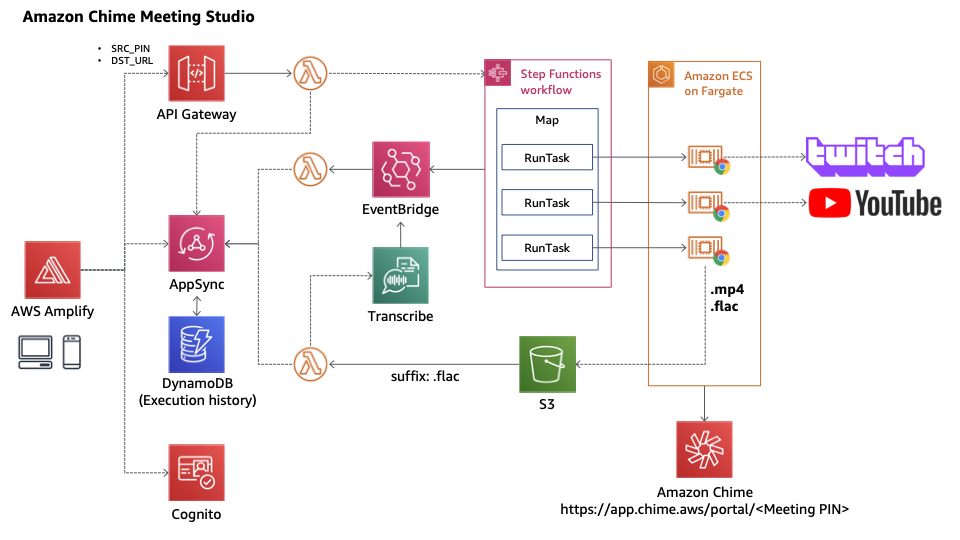 Amazon Chime Meeting Studio
• SRC_PIN
• DST_URL
API Gateway
Step Functions
workflow
Map
RunTask
RunTask
RunTask
Amazon ECS
on Fargate
twitch
YouTube
EventBridge
AppSync
Transcribe
AWS Amplify
.mp4
.flac
DynamoDB
(Execution history)
suffix: .flac
S3
Cognito
Amazon Chime
https://app.chime.aws/portal/<Meeting PIN>